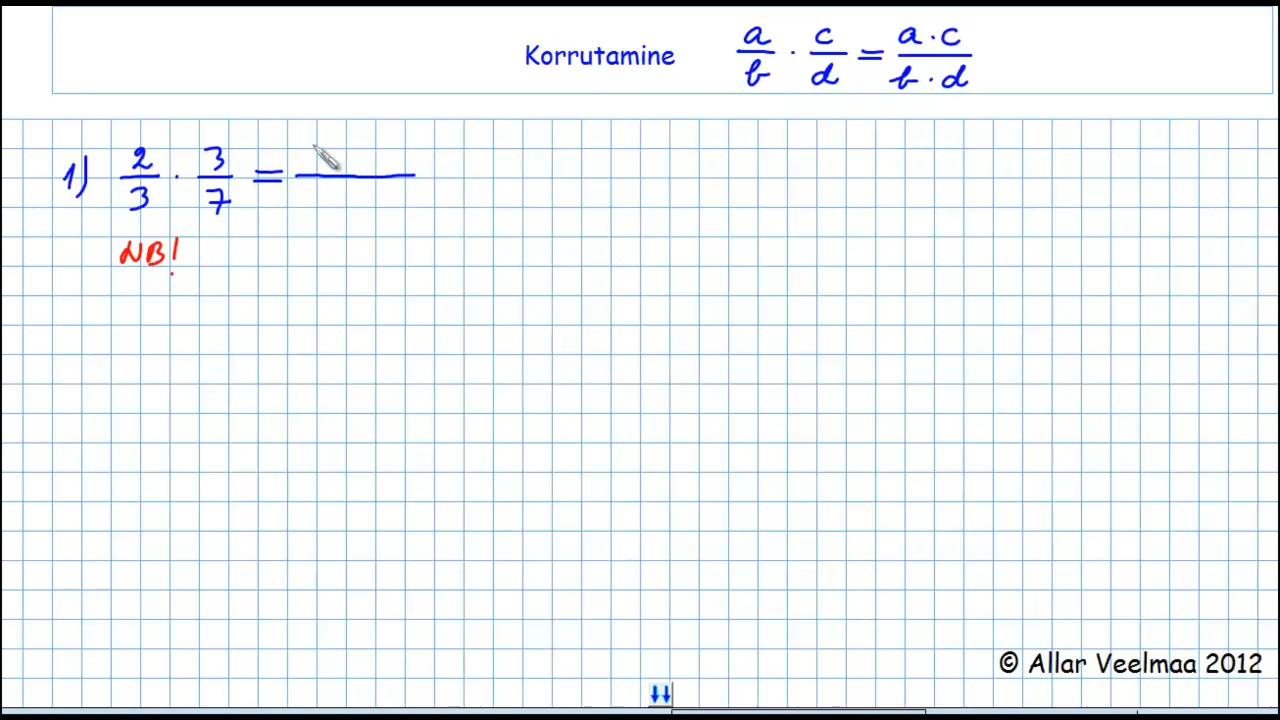 Korrutamine a/b · c/d = a·c/b·d
1) 2/3 · 3/7 =
NB!
© Allar Veelmaa 2012